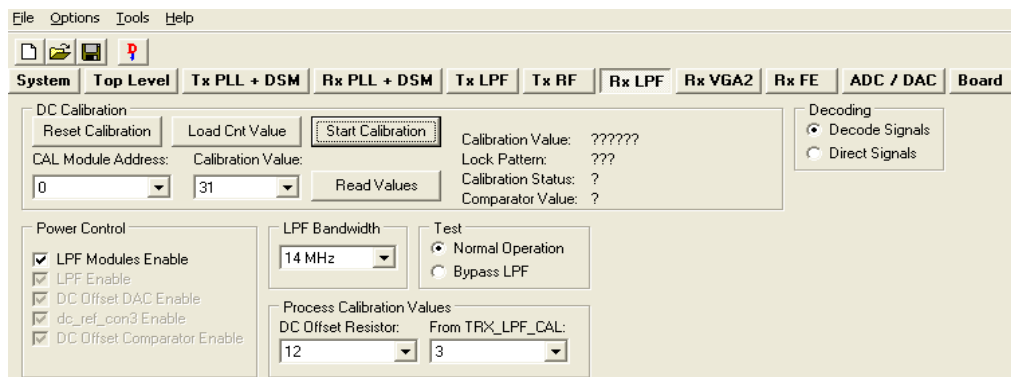 File Options Tools Help
System Top Level Tx PLL + DSM Rx PLL + DSM Tx LPF Tx RF Rx LPF Rx VGA2 Rx FE ADC / DAC Board
DC Calibration
Reset Calibration Load Cnt Value Start Calibration
CAL Module Address: Calibration Value:
0 31 Read Values
Calibration Value: ??????
Lock Pattern: ???
Calibration Status: ?
Comparator Value: ?
Decoding
Decode Signals
Direct Signals
Power Control
LPF Modules Enable
LPF Enable
DC Offset DAC Enable
dc_ref_con3 Enable
DC Offset Comparator Enable
LPF Bandwidth
14 MHz
Test
Normal Operation
Bypass LPF
Process Calibration Values
DC Offset Resistor: From TRX_LPF_CAL:
12 3